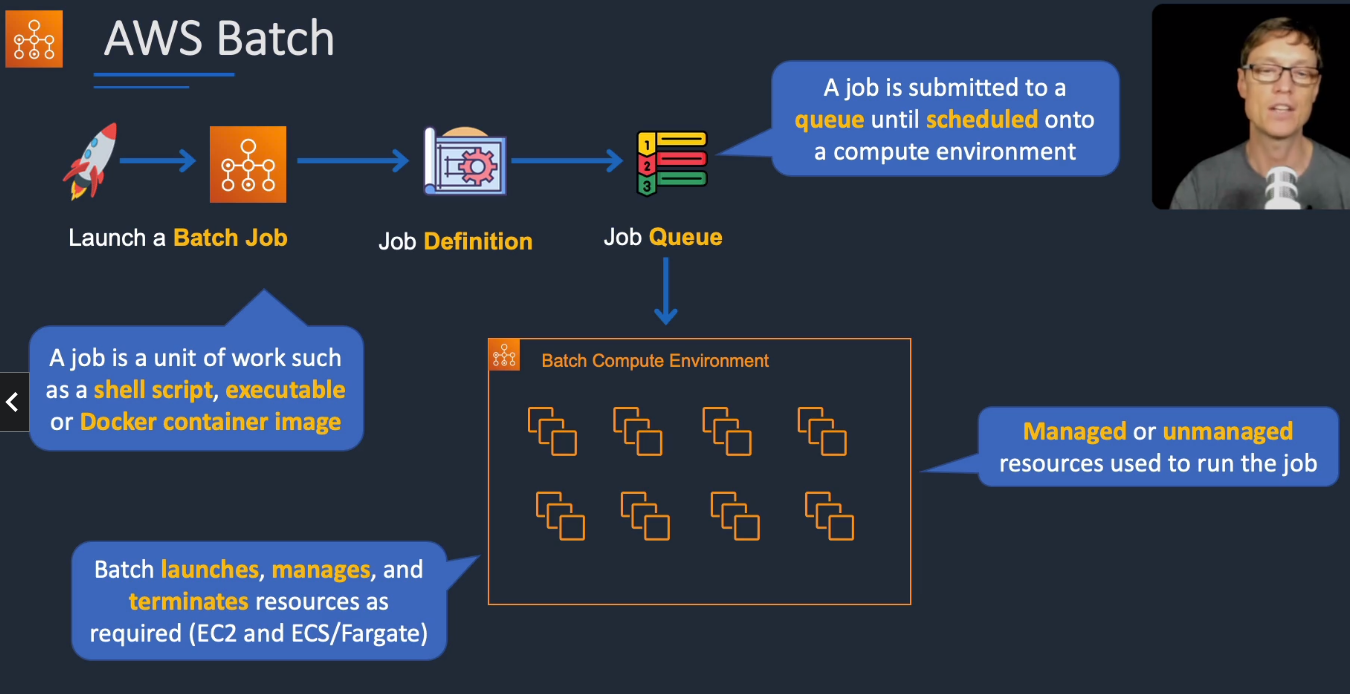 AWS Batch
A job is submitted to a
queue until scheduled onto
a compute environment
1
2
3
Launch a Batch Job
Job Definition
Job Queue
A job is a unit of work such
as a shell script, executable
or Docker container image
Batch Compute Environment
Managed or unmanaged
resources used to run the job
Batch launches, manages, and
terminates resources as
required (EC2 and ECS/Fargate)